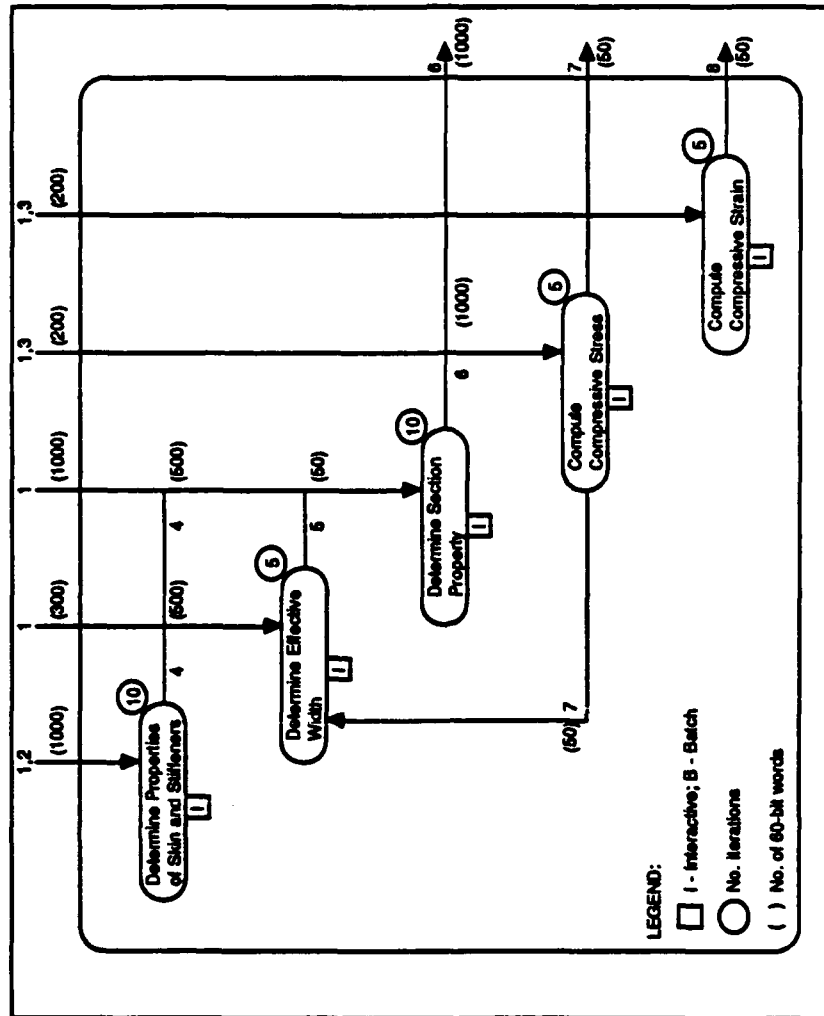 1,2
(1000)
1
(300)
1
(1000)
1,3
(200)
1,3
(200)
Determine Properties
of Skin and Stiffeners
10
I
4
(500)
4
(500)
Determine Effective
Width
5
I
5
(50)
Determine Section
Property
10
I
6
(1000)
6
(1000)
Compute
Compressive Stress
5
I
7
(50)
7
(50)
Compute
Compressive Strain
5
I
8
(50)
LEGEND:
I - Interactive; B - Batch
No. Iterations
( ) No. of 60-bit words